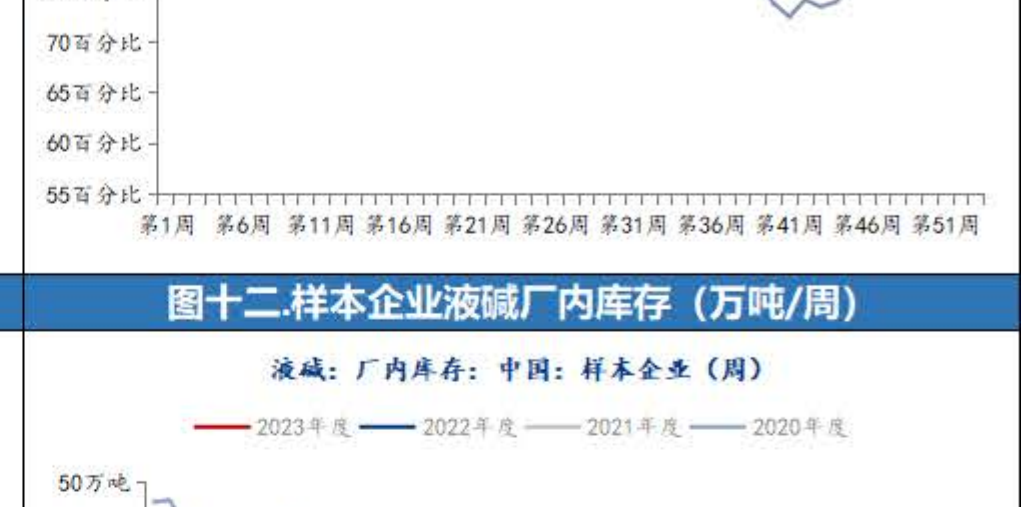 70百分比
65百分比
60百分比
55百分比
第1周 第6周 第11周 第16周 第21周 第26周 第31周 第36周 第41周 第46周 第51周
图十二.样本企业液碱厂内库存（万吨/周）
液碱：厂内库存：中国：样本企业（周）
2023年度 2022年度 2021年度 2020年度
50万吨